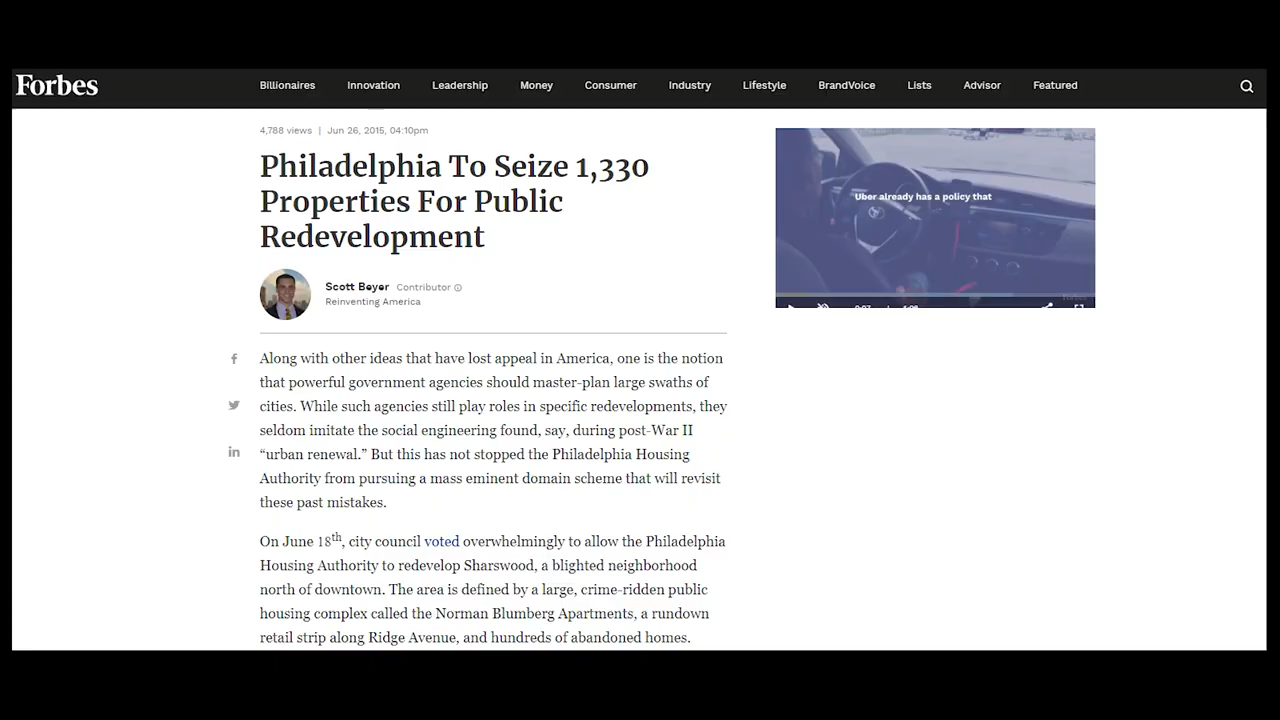 Forbes
Billionaires Innovation Leadership Money Consumer Industry Lifestyle BrandVoice Lists Advisor Featured
4,788 views | Jun 26, 2015, 04:10pm
Philadelphia To Seize 1,330
Properties For Public
Redevelopment
Scott Beyer Contributor
Reinventing America
Along with other ideas that have lost appeal in America, one is the notion
that powerful government agencies should master-plan large swaths of
cities. While such agencies still play roles in specific redevelopments, they
seldom imitate the social engineering found, say, during post-War II
“urban renewal.” But this has not stopped the Philadelphia Housing
Authority from pursuing a mass eminent domain scheme that will revisit
these past mistakes.
On June 18th, city council voted overwhelmingly to allow the Philadelphia
Housing Authority to redevelop Sharswood, a blighted neighborhood
north of downtown. The area is defined by a large, crime-ridden public
housing complex called the Norman Blumberg Apartments, a rundown
retail strip along Ridge Avenue, and hundreds of abandoned homes.
Uber already has a policy that
Forbes